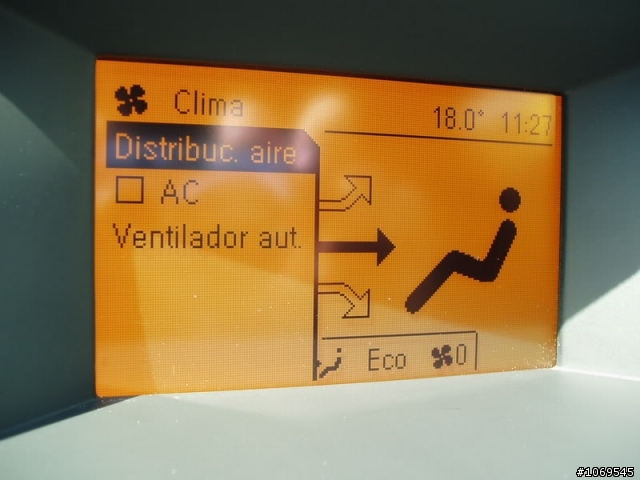 Clima
18.0° 11:27
Distribuc. aire
AC
Ventilador aut.
Eco 0
#1069545